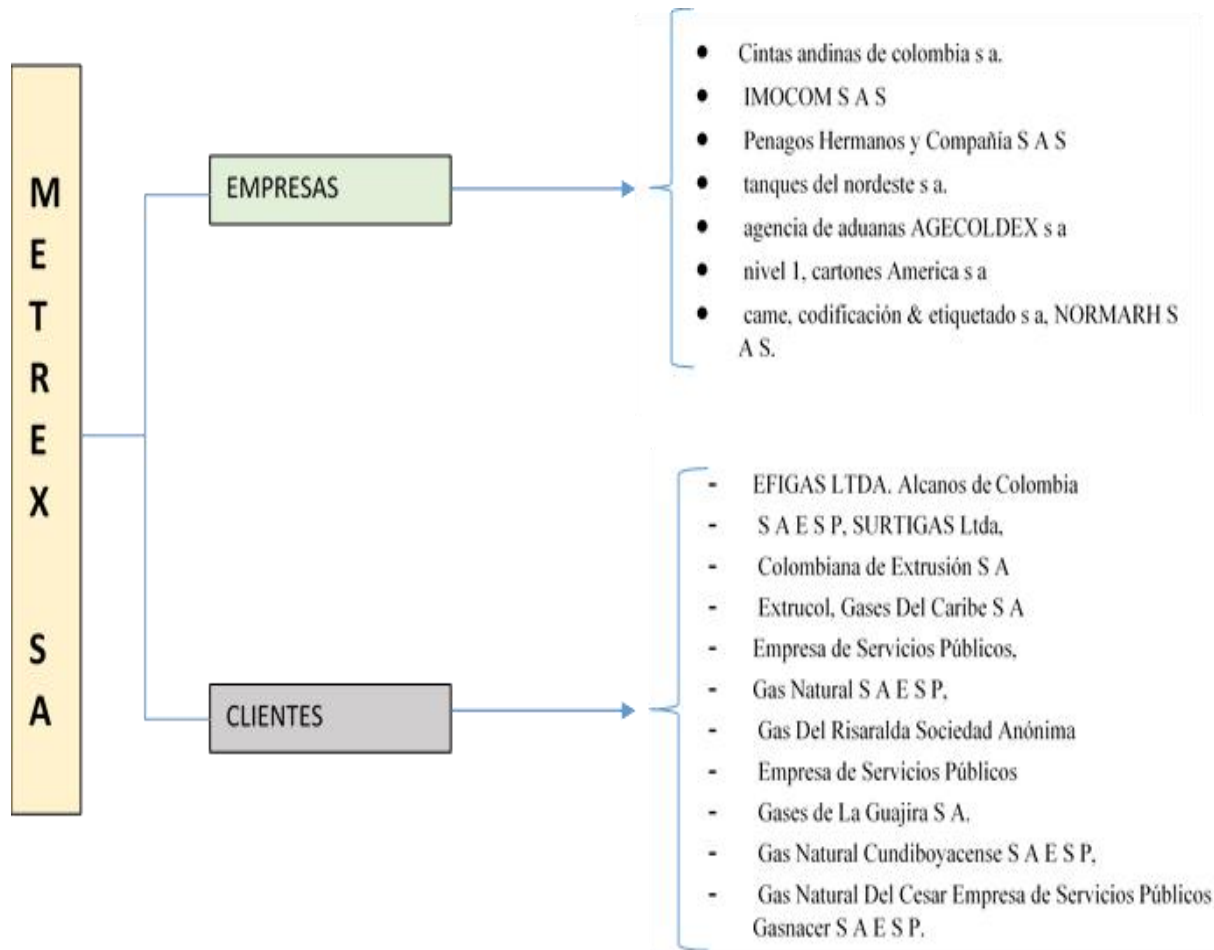 METREX SA
EMPRESAS
● Cintas andinas de colombia s a.
● IMOCOM S A S
● Penagos Hermanos y Compañía S A S
● tanques del nordeste s a.
● agencia de aduanas AGECOLDEX s a
● nivel 1, cartones America s a
● came, codificación & etiquetado s a, NORMARH S
A S.
CLIENTES
- EFIGAS LTDA. Alcanos de Colombia
- S A E S P, SURTIGAS Ltda,
- Colombiana de Extrusión S A
- Extrucol, Gases Del Caribe S A
- Empresa de Servicios Públicos,
- Gas Natural S A E S P,
- Gas Del Risaralda Sociedad Anónima
- Empresa de Servicios Públicos
- Gases de La Guajira S A.
- Gas Natural Cundiboyacense S A E S P,
- Gas Natural Del Cesar Empresa de Servicios Públicos
Gasnacer S A E S P.